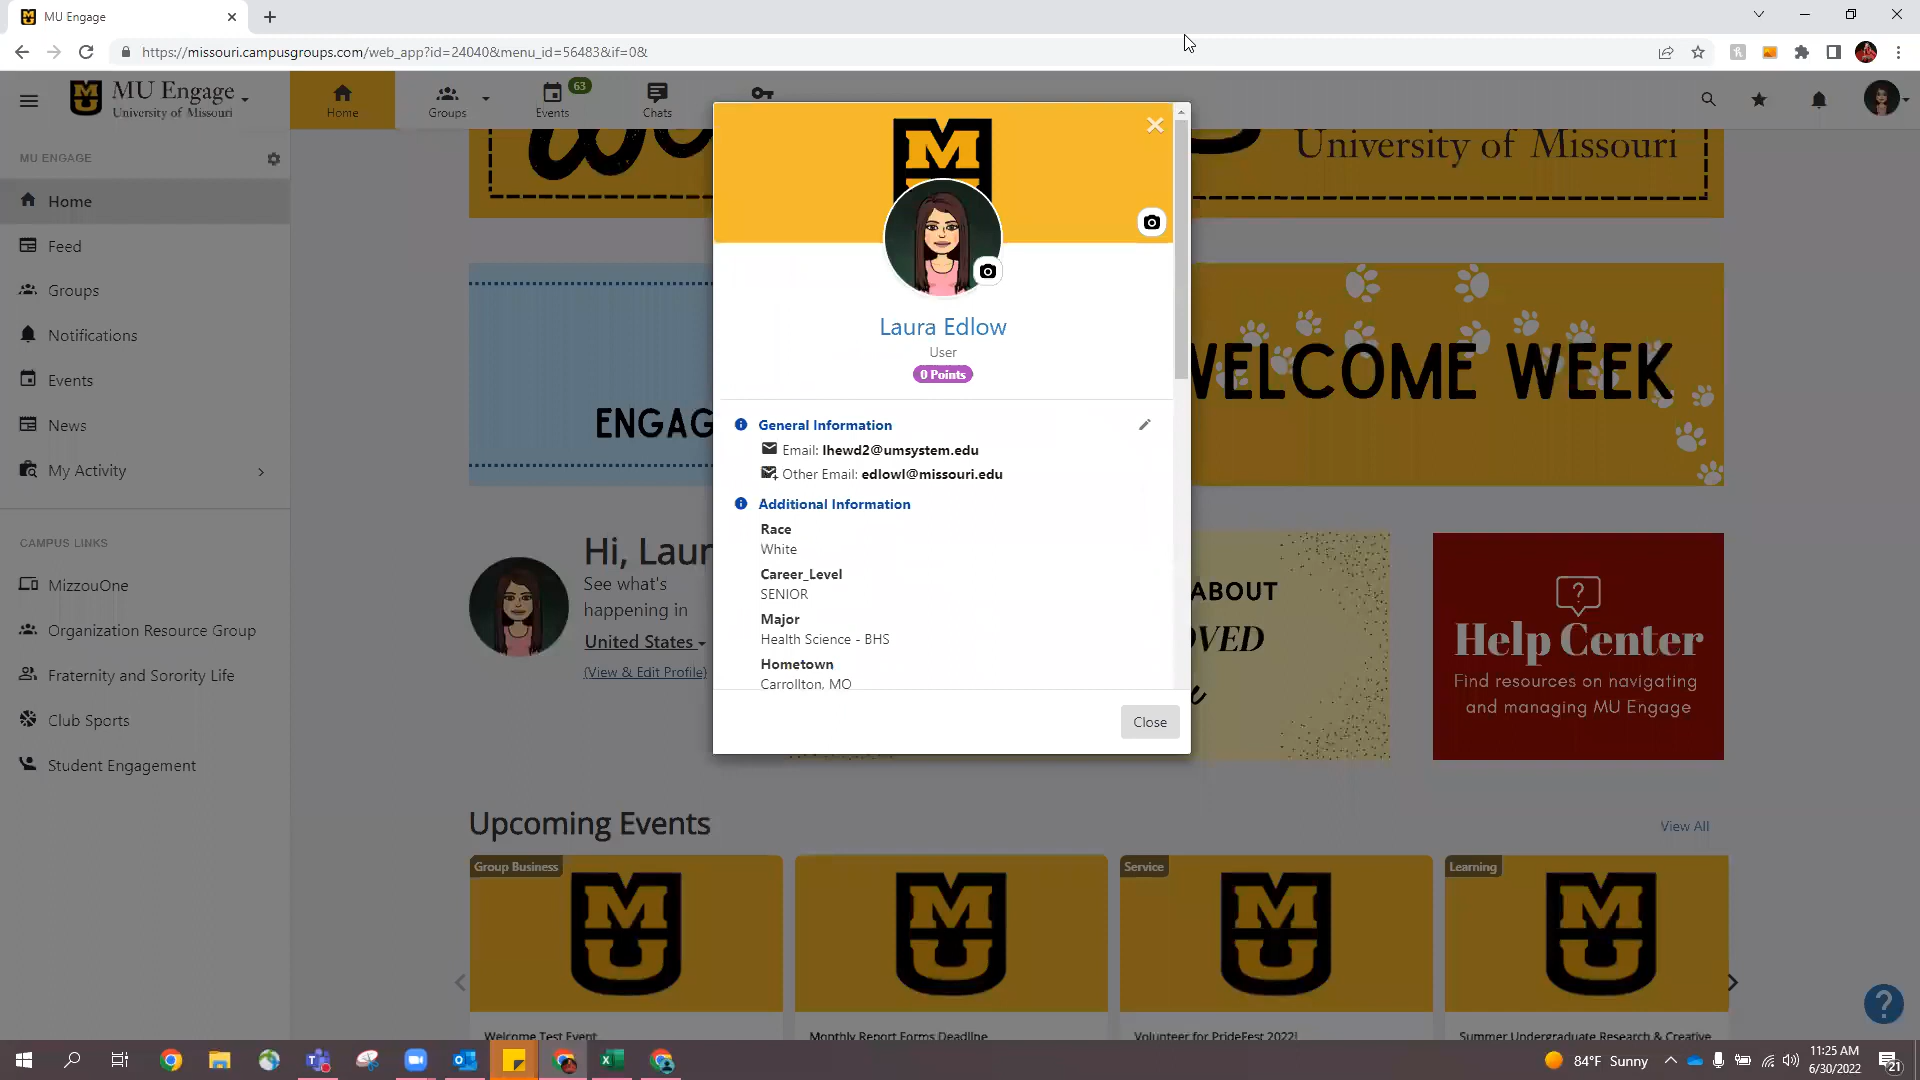 MU Engage
https://missouri.campusgroups.com/web_app?id=24040&menu_id=56483&if=0&
MU Engage
University of Missouri
Home
Groups
Events
63
Chats
MU ENGAGE
Home
Feed
Groups
Notifications
Events
News
My Activity
CAMPUS LINKS
MizzouOne
Organization Resource Group
Fraternity and Sorority Life
Club Sports
Student Engagement
University of Missouri
ENGAG
WELCOME WEEK
Hi, Laur
See what's
happening in
United States
(View & Edit Profile)
ABOUT
OVED
Help Center
Find resources on navigating
and managing MU Engage
MU
Laura Edlow
User
0 Points
General Information
Email: lhewd2@umsystem.edu
Other Email: edlowl@missouri.edu
Additional Information
Race
White
Career_Level
SENIOR
Major
Health Science - BHS
Hometown
Carrollton, MO
Close
Upcoming Events
View All
Group Business
MU
MU
Service
MU
Learning
MU
Welcome Test Event
Monthly Report Forms Deadline
Volunteer for PrideFest 2022!
Summer Undergraduate Research & Creative
84°F Sunny
11:25 AM
6/30/2022
21